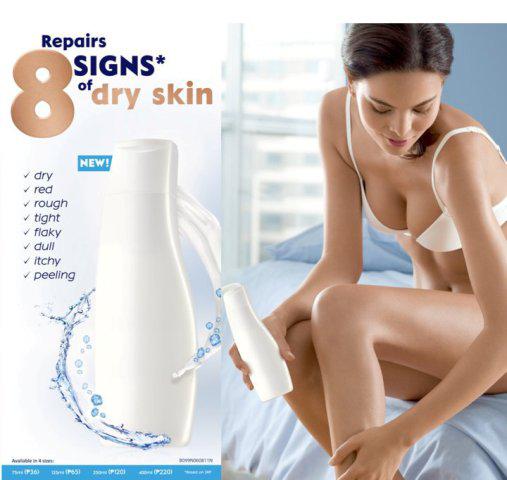 Repairs
8 SIGNS*
of dry skin
NEW!
✓ dry
✓ red
✓ rough
✓ tight
✓ flaky
✓ dull
✓ itchy
✓ peeling
Available in 4 sizes:
75ml (₱36) 125ml (₱65) 250ml (₱120) 400ml (₱220)